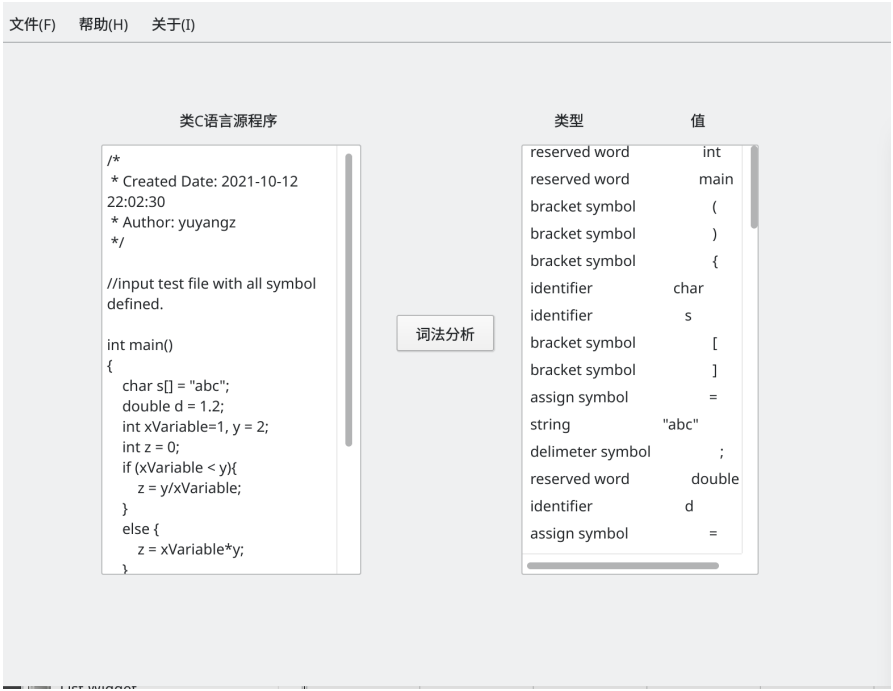 文件(F) 帮助(H) 关于(I)
类C语言源程序
/*
* Created Date: 2021-10-12
22:02:30
* Author: yuyangz
*/
//input test file with all symbol
defined.
int main()
{
char s[] = "abc";
double d = 1.2;
int xVariable=1, y = 2;
int z = 0;
if (xVariable < y){
z = y/xVariable;
}
else {
z = xVariable*y;
}
词法分析
类型 值
reserved word int
reserved word main
bracket symbol (
bracket symbol )
bracket symbol {
identifier char
identifier s
bracket symbol [
bracket symbol ]
assign symbol =
string "abc"
delimeter symbol ;
reserved word double
identifier d
assign symbol =
List Widget